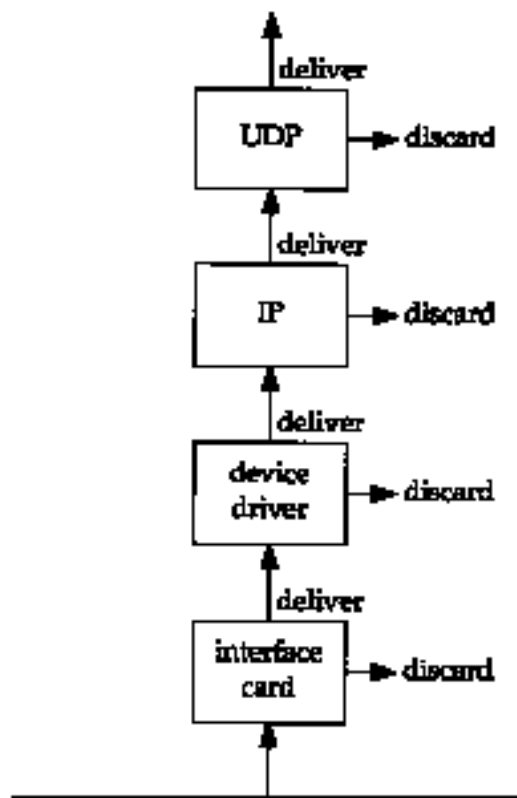 deliver
UDP
discard
deliver
IP
discard
deliver
device
driver
discard
deliver
interface
card
discard